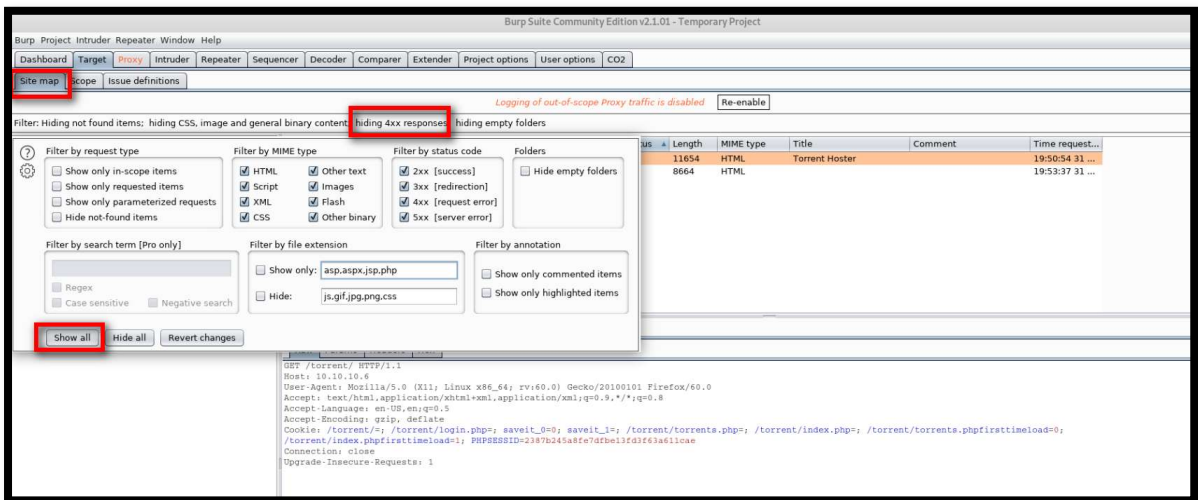 Burp Suite Community Edition v2.1.01 - Temporary Project
Burp Project Intruder Repeater Window Help
Dashboard Target Proxy Intruder Repeater Sequencer Decoder Comparer Extender Project options User options CO2
Site map Scope Issue definitions
Logging of out-of-scope Proxy traffic is disabled Re-enable
Filter: Hiding not found items; hiding CSS, image and general binary content; hiding 4xx responses; hiding empty folders
Length MIME type Title Comment Time request...
11654 HTML Torrent Hoster 19:50:54 31 ...
8664 HTML 19:53:37 31 ...
Filter by request type
Show only in-scope items
Show only requested items
Show only parameterized requests
Hide not-found items
Filter by MIME type
HTML Other text
Script Images
XML Flash
CSS Other binary
Filter by status code
2xx [success]
3xx [redirection]
4xx [request error]
5xx [server error]
Folders
Hide empty folders
Filter by search term [Pro only]
Regex
Case sensitive Negative search
Filter by file extension
Show only: asp,aspx,jsp,php
Hide: js,gif,jpg,png,css
Filter by annotation
Show only commented items
Show only highlighted items
Show all Hide all Revert changes
GET /torrent/ HTTP/1.1
Host: 10.10.10.6
User-Agent: Mozilla/5.0 (X11; Linux x86_64; rv:60.0) Gecko/20100101 Firefox/60.0
Accept: text/html,application/xhtml+xml,application/xml;q=0.9,*/*;q=0.8
Accept-Language: en-US,en;q=0.5
Accept-Encoding: gzip, deflate
Cookie: /torrent/=; /torrent/login.php=; saveit_0=0; saveit_1=; /torrent/torrents.php=; /torrent/index.php=; /torrent/torrents.phpfirsttimeload=0;
/torrent/index.phpfirsttimeload=1; PHPSESSID=2387b245a8fe7dfbe13fd3f63a611cae
Connection: close
Upgrade-Insecure-Requests: 1